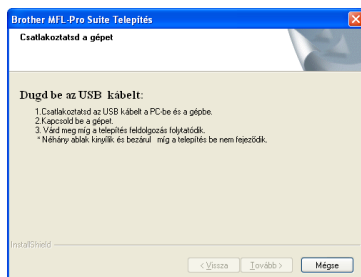 Brother MFL-Pro Suite Telepítés
Csatlakoztatsd a gépet
Dugd be az USB kábelt:
1.Csatlakoztatsd az USB kábelt a PC-be és a gépbe.
2.Kapcsold be a gépet.
3. Várd meg míg a telepítés feldolgozás folytatódik.
* Néhány ablak kinyílik és bezárul míg a telepítés be nem fejeződik.
InstallShield
< Vissza Tovább > Mégse